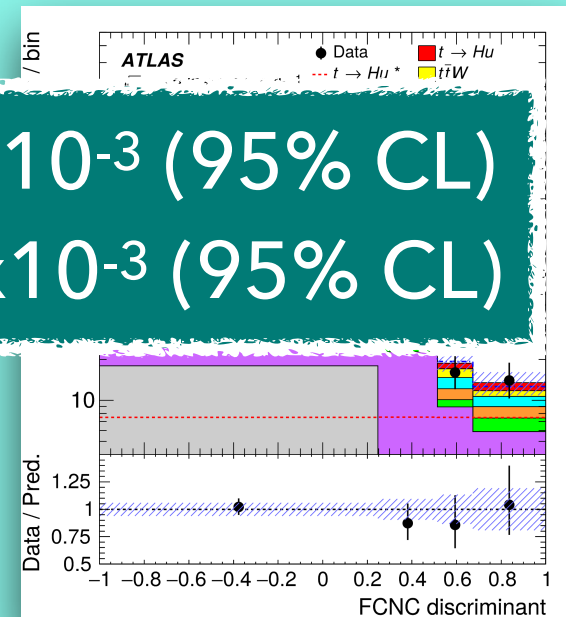 / bin
ATLAS
Data
t → Hu
t → Hu *
tt̄W
10⁻³ (95% CL)
x10⁻³ (95% CL)
10
Data / Pred.
1.25
1
0.75
0.5
−1 −0.8 −0.6 −0.4 −0.2 0 0.2 0.4 0.6 0.8 1
FCNC discriminant